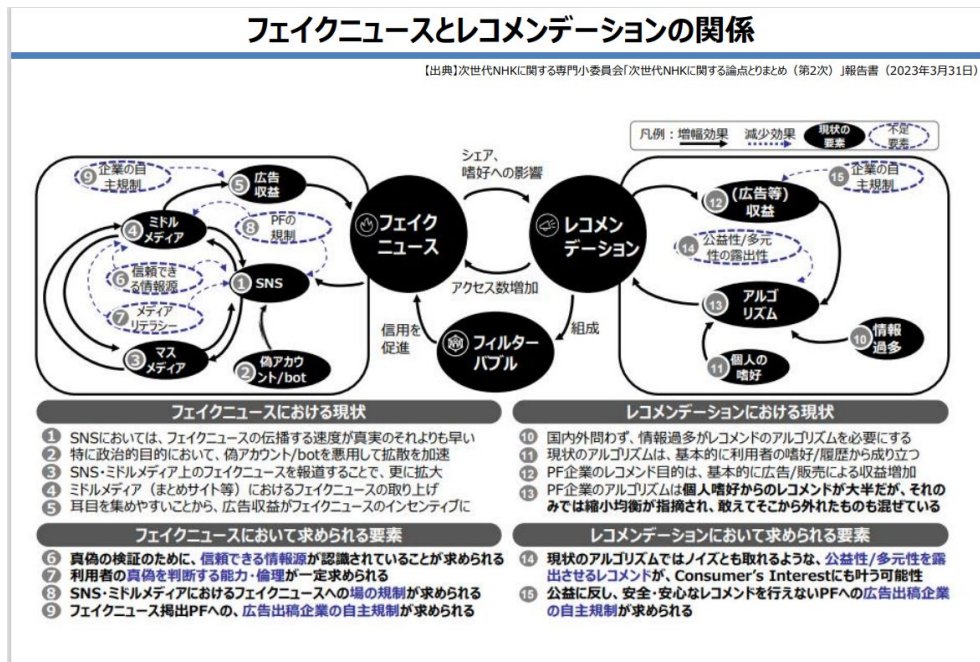 フェイクニュースとレコメンデーションの関係
【出典】次世代NHKに関する専門小委員会「次世代NHKに関する論点とりまとめ（第2次）」報告書（2023年3月31日）
凡例：増幅効果
減少効果
現状の
要素
不足
要素
⑨ 企業の自
主規制
⑤ 広告
収益
④ ミドル
メディア
⑧ PFの
規制
⑥ 信頼でき
る情報源
① SNS
⑦ メディア
リテラシー
③ マス
メディア
② 偽アカウ
ント/bot
フェイク
ニュース
シェア、
嗜好への影響
レコメン
デーション
アクセス数増加
信用を
促進
フィルター
バブル
組成
⑮ 企業の自
主規制
⑫ (広告等)
収益
⑭ 公益性/多元
性の露出性
⑬ アルゴ
リズム
⑩ 情報
過多
⑪ 個人の
嗜好
フェイクニュースにおける現状
① SNSにおいては、フェイクニュースの伝播する速度が真実のそれよりも早い
② 特に政治的目的において、偽アカウント/botを悪用して拡散を加速
③ SNS・ミドルメディア上のフェイクニュースを報道することで、更に拡大
④ ミドルメディア（まとめサイト等）におけるフェイクニュースの取り上げ
⑤ 耳目を集めやすいことから、広告収益がフェイクニュースのインセンティブに
フェイクニュースにおいて求められる要素
⑥ 真偽の検証のために、信頼できる情報源が認識されていることが求められる
⑦ 利用者の真偽を判断する能力・倫理が一定求められる
⑧ SNS・ミドルメディアにおけるフェイクニュースへの場の規制が求められる
⑨ フェイクニュース掲出PFへの、広告出稿企業の自主規制が求められる
レコメンデーションにおける現状
⑩ 国内外問わず、情報過多がレコメンドのアルゴリズムを必要にする
⑪ 現状のアルゴリズムは、基本的に利用者の嗜好/履歴から成り立つ
⑫ PF企業のレコメンド目的は、基本的に広告/販売による収益増加
⑬ PF企業のアルゴリズムは個人嗜好からのレコメンドが大半だが、それの
みでは縮小均衡が指摘され、敢えてそこから外れたものも混ぜている
レコメンデーションにおいて求められる要素
⑭ 現状のアルゴリズムではノイズとも取れるような、公益性/多元性を露
出させるレコメンドが、Consumer's Interestにも叶う可能性
⑮ 公益に反し、安全・安心なレコメンドを行えないPFへの広告出稿企業
の自主規制が求められる